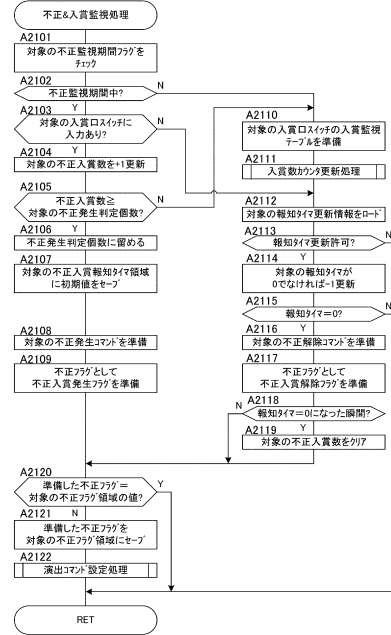 不正&入賞監視処理
A2101
対象の不正監視期間フラグを
チェック
A2102
不正監視期間中?
N
Y
A2103
対象の入賞口スイッチに
入力あり?
N
Y
A2104
対象の不正入賞数を+1更新
A2105
不正入賞数≧
対象の不正発生判定個数?
N
Y
A2106
不正発生判定個数に留める
A2107
対象の不正入賞報知タイマ領域
に初期値をセーブ
A2108
対象の不正発生コマンドを準備
A2109
不正フラグとして
不正入賞発生フラグを準備
A2110
対象の入賞口スイッチの入賞監視
テーブルを準備
A2111
入賞数カウンタ更新処理
A2112
対象の報知タイマ更新情報をロード
A2113
報知タイマ更新許可?
N
Y
A2114
対象の報知タイマが
0でなければ-1更新
A2115
報知タイマ=0?
N
Y
A2116
対象の不正解除コマンドを準備
A2117
不正フラグとして
不正入賞解除フラグを準備
A2118
報知タイマ=0になった瞬間?
N
Y
A2119
対象の不正入賞数をクリア
A2120
準備した不正フラグ=
対象の不正フラグ領域の値?
Y
N
A2121
準備した不正フラグを
対象の不正フラグ領域にセーブ
A2122
演出コマンド設定処理
RET